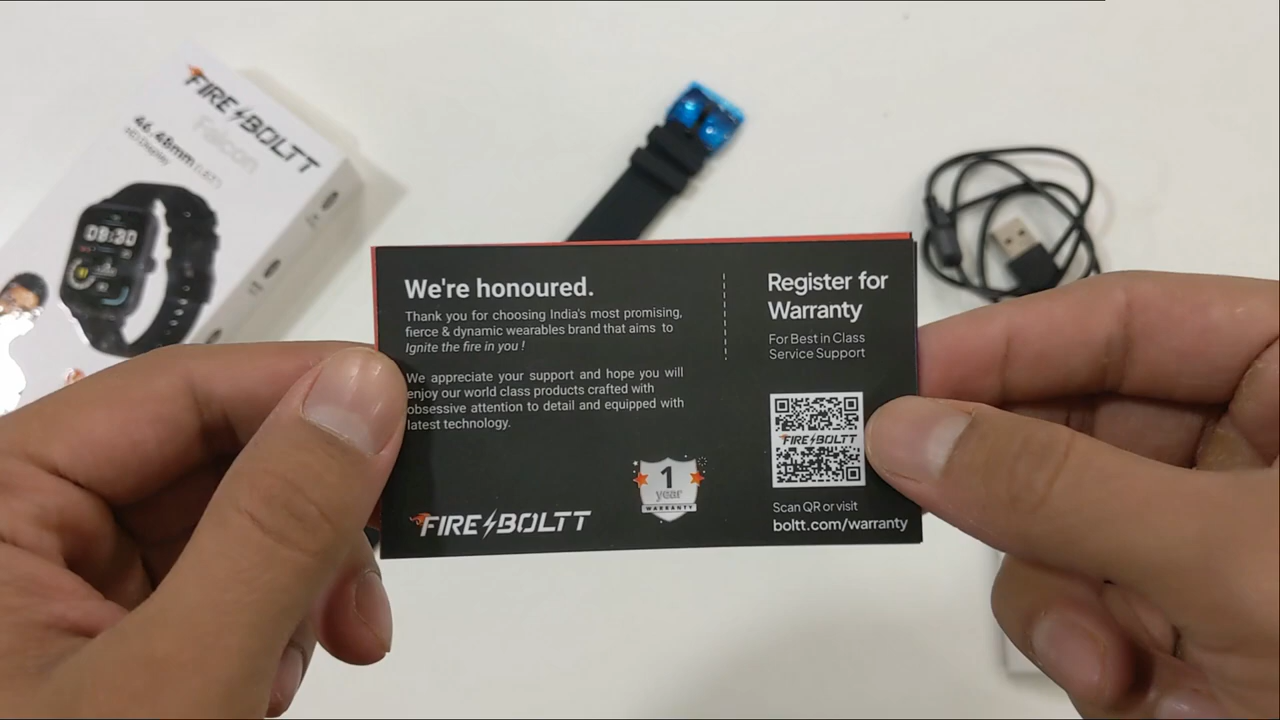 FIRE BOLTT
Falcon
46.48mm (1.83")
HD Display
08:30
We're honoured.
Thank you for choosing India's most promising,
fierce & dynamic wearables brand that aims to
Ignite the fire in you !
We appreciate your support and hope you will
enjoy our world class products crafted with
obsessive attention to detail and equipped with
latest technology.
FIRE BOLTT
1
year
WARRANTY
Register for
Warranty
For Best in Class
Service Support
FIRE BOLTT
Scan QR or visit
boltt.com/warranty